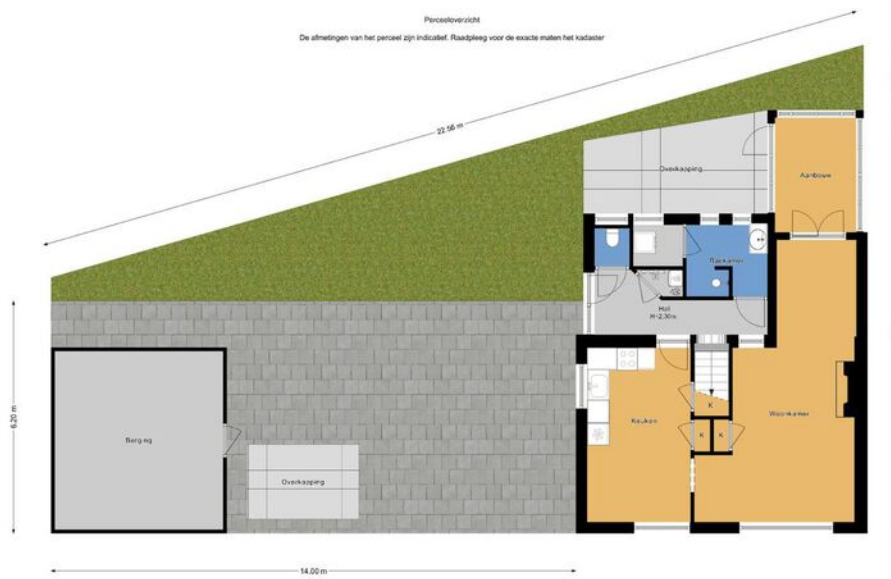 Perceeloverzicht
De afmetingen van het perceel zijn indicatief. Raadpleeg voor de exacte maten het kadaster
22.56 m
Overkapping
Aanbouw
Badkamer
Hall
H=2.30m
6.20 m
Keuken
K
Woonkamer
K
K
Berging
Overkapping
14.00 m